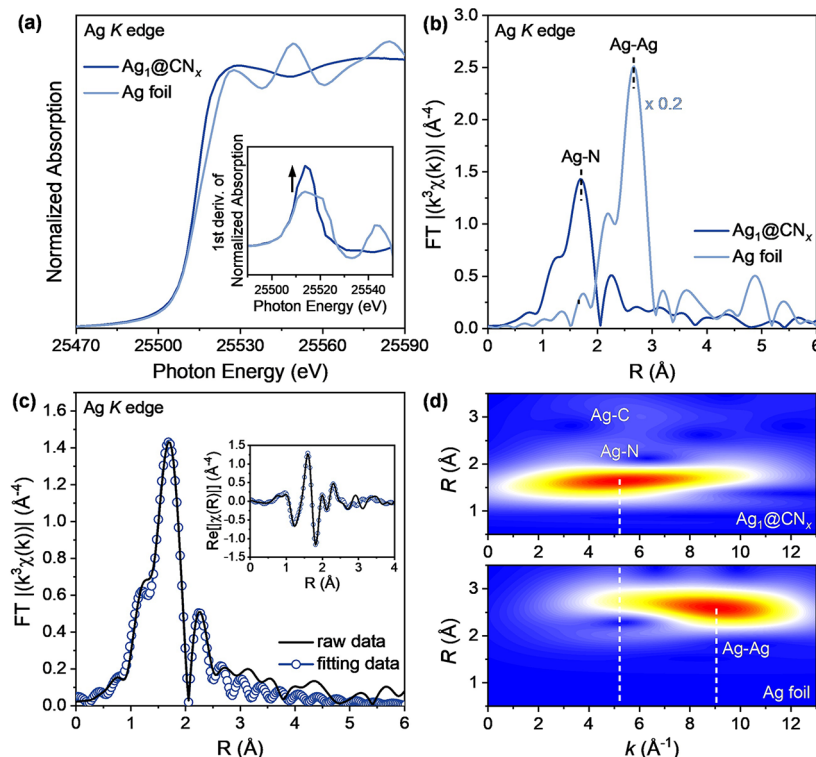 (a)
Ag K edge
Ag₁@CNₓ
Ag foil
Normalized Absorption
25470 25500 25530 25560 25590
Photon Energy (eV)
1st deriv. of
Normalized Absorption
25500 25520 25540
Photon Energy (eV)
(b)
Ag K edge
Ag-Ag
x 0.2
Ag-N
Ag₁@CNₓ
Ag foil
FT |(k³χ(k))| (Å⁻⁴)
3.0
2.5
2.0
1.5
1.0
0.5
0.0
0 1 2 3 4 5 6
R (Å)
(c)
Ag K edge
FT |(k³χ(k))| (Å⁻⁴)
1.6
1.4
1.2
1.0
0.8
0.6
0.4
0.2
0.0
0 1 2 3 4 5 6
R (Å)
raw data
fitting data
Re[|χ(R)|] (Å⁻⁴)
1.5
1.0
0.5
0.0
-0.5
-1.0
-1.5
0 1 2 3 4
R (Å)
(d)
Ag-C
Ag-N
Ag₁@CNₓ
R (Å)
3
2
1
0 2 4 6 8 10 12
Ag-Ag
Ag foil
R (Å)
3
2
1
0 2 4 6 8 10 12
k (Å⁻¹)